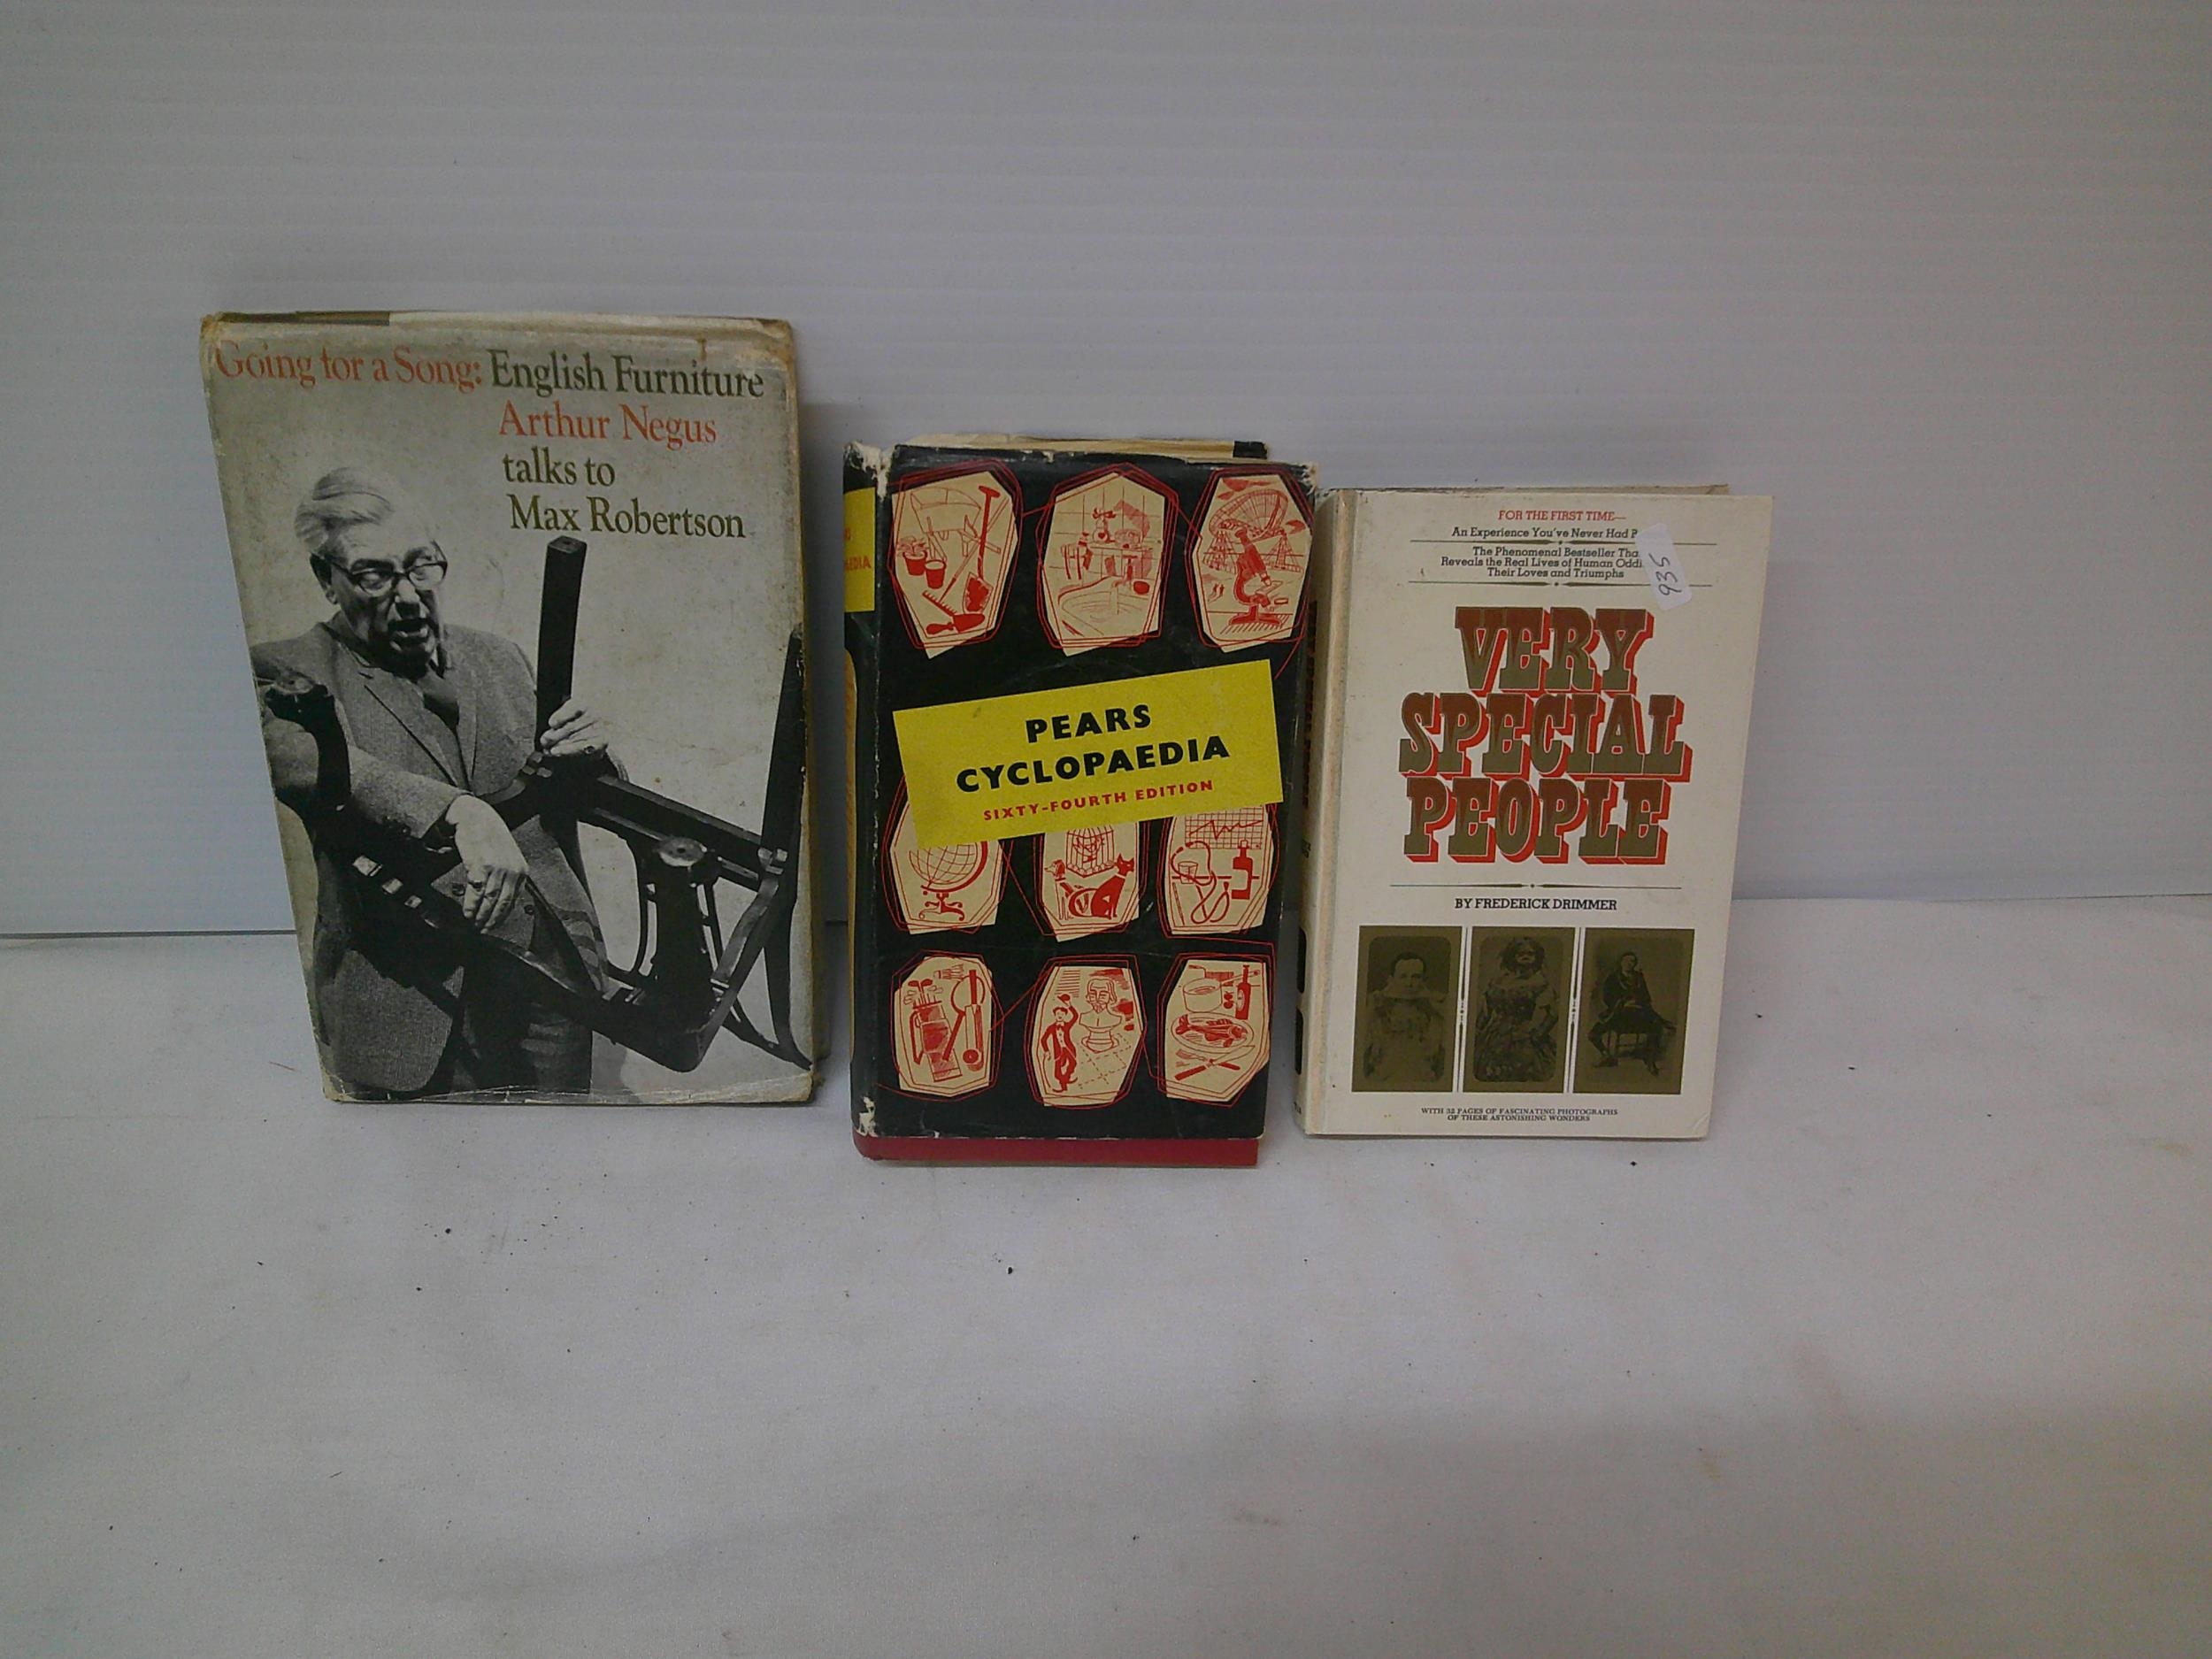 Going for a Song: English Furniture
Arthur Negus
talks to
Max Robertson
PEARS
CYCLOPAEDIA
SIXTY-FOURTH EDITION
FOR THE FIRST TIME—
An Experience You've Never Had
The Phenomenal Bestseller
Reveals the Real Lives of Human
Their Loves and Triumphs
935
VERY
SPECIAL
PEOPLE
BY FREDERICK DRIMMER
WITH 32 PAGES OF FASCINATING PHOTOGRAPHS
OF THESE ASTONISHING WONDERS